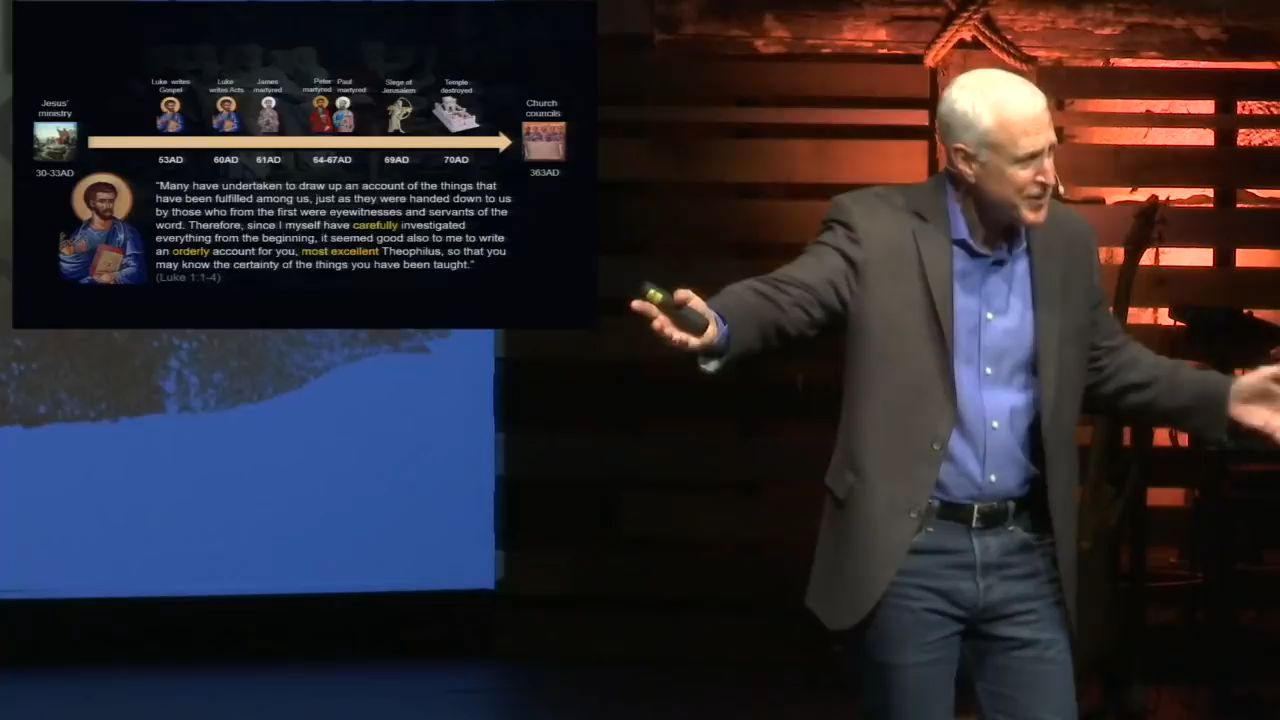 Luke writes
Gospel
Luke
writes Acts
James
martyred
Peter
martyred
Paul
martyred
Siege of
Jerusalem
Temple
destroyed
Jesus'
ministry
Church
councils
53AD
60AD
61AD
64-67AD
69AD
70AD
30-33AD
363AD
"Many have undertaken to draw up an account of the things that
have been fulfilled among us, just as they were handed down to us
by those who from the first were eyewitnesses and servants of the
word. Therefore, since I myself have carefully investigated
everything from the beginning, it seemed good also to me to write
an orderly account for you, most excellent Theophilus, so that you
may know the certainty of the things you have been taught."
(Luke 1:1-4)